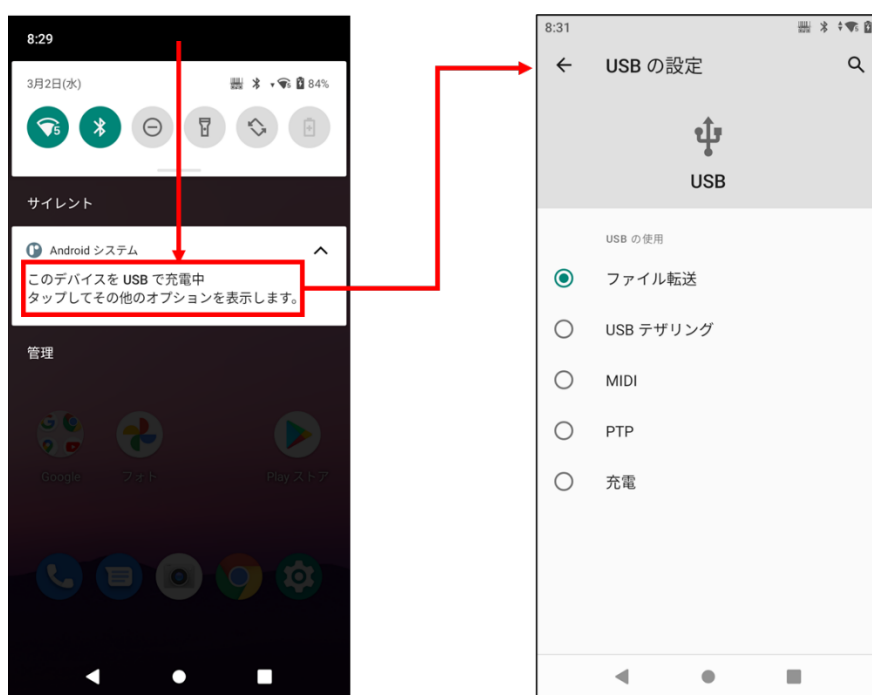 8:29
3月2日(水)
84%
5
サイレント
Android システム
このデバイスを USB で充電中
タップしてその他のオプションを表示します。
管理
Google
フォト
Play ストア
8:31
USB の設定
USB
USB の使用
ファイル転送
USB テザリング
MIDI
PTP
充電